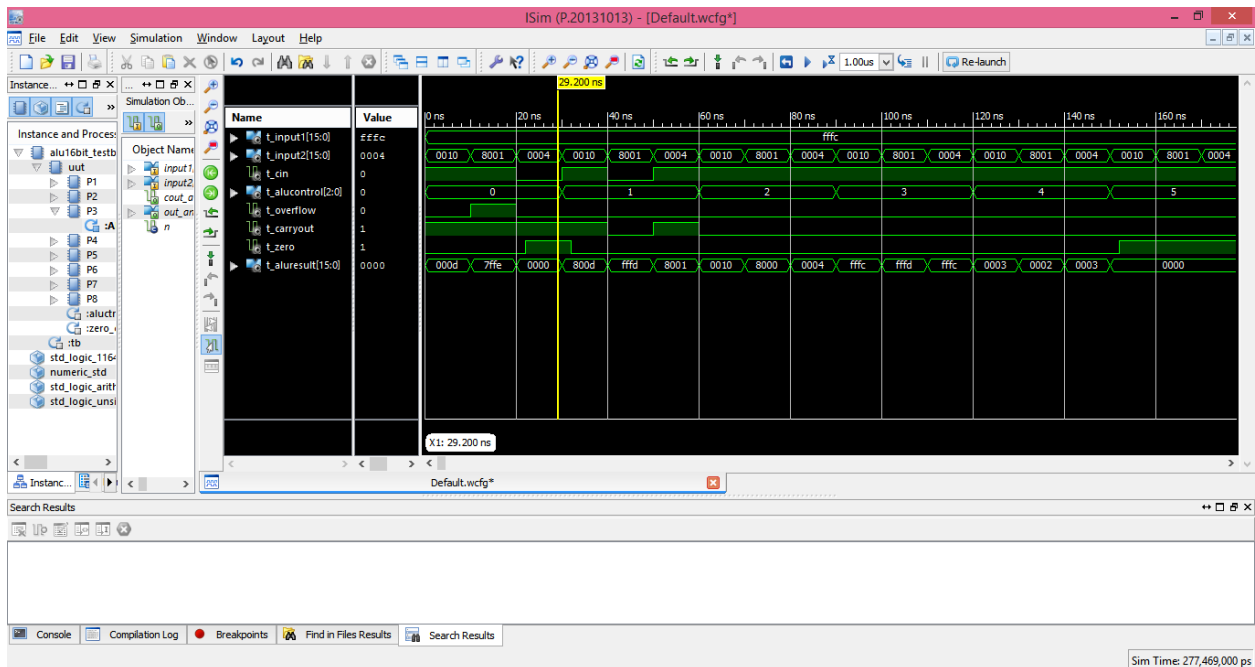 ISim (P.20131013) - [Default.wcfg*]
File Edit View Simulation Window Layout Help
1.00us Re-launch
Instance...
Instance and Process
alu16bit_testb
uut
P1
P2
P3
:A
P4
P5
P6
P7
P8
:aluctr
:zero_
:tb
std_logic_116
numeric_std
std_logic_arith
std_logic_unsi
Instanc...
...
Simulation Ob...
Object Name
input1,
input2
cout_a
out_an
n
29.200 ns
Name Value
0 ns 20 ns 40 ns 60 ns 80 ns 100 ns 120 ns 140 ns 160 ns
t_input1[15:0] fffc fffc
t_input2[15:0] 0004 0010 8001 0004 0010 8001 0004 0010 8001 0004 0010 8001 0004 0010 8001 0004 0010 8001 0004
t_cin 0
t_alucontrol[2:0] 0 0 1 2 3 4 5
t_overflow 0
t_carryout 1
t_zero 1
t_aluresult[15:0] 0000 000d 7ffe 0000 800d fffd 8001 0010 8000 0004 fffc fffd fffc 0003 0002 0003 0000
X1: 29.200 ns
Default.wcfg*
Search Results
Console Compilation Log Breakpoints Find in Files Results Search Results
Sim Time: 277,469,000 ps